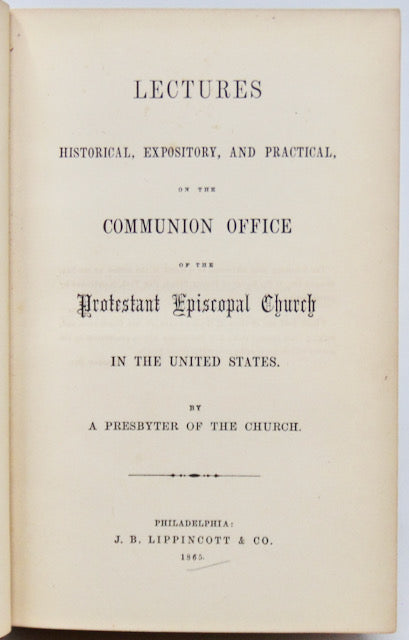 LECTURES
HISTORICAL, EXPOSITORY, AND PRACTICAL,
ON THE
COMMUNION OFFICE
OF THE
Protestant Episcopal Church
IN THE UNITED STATES.
BY
A PRESBYTER OF THE CHURCH.
PHILADELPHIA:
J. B. LIPPINCOTT & CO.
1865.